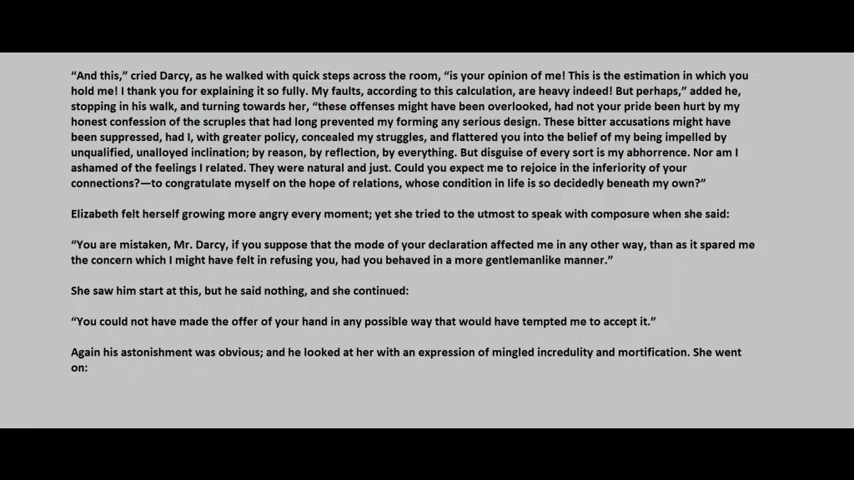 “And this,” cried Darcy, as he walked with quick steps across the room, “is your opinion of me! This is the estimation in which you
hold me! I thank you for explaining it so fully. My faults, according to this calculation, are heavy indeed! But perhaps,” added he,
stopping in his walk, and turning towards her, “these offenses might have been overlooked, had not your pride been hurt by my
honest confession of the scruples that had long prevented my forming any serious design. These bitter accusations might have
been suppressed, had I, with greater policy, concealed my struggles, and flattered you into the belief of my being impelled by
unqualified, unalloyed inclination; by reason, by reflection, by everything. But disguise of every sort is my abhorrence. Nor am I
ashamed of the feelings I related. They were natural and just. Could you expect me to rejoice in the inferiority of your
connections?—to congratulate myself on the hope of relations, whose condition in life is so decidedly beneath my own?”
Elizabeth felt herself growing more angry every moment; yet she tried to the utmost to speak with composure when she said:
“You are mistaken, Mr. Darcy, if you suppose that the mode of your declaration affected me in any other way, than as it spared me
the concern which I might have felt in refusing you, had you behaved in a more gentlemanlike manner.”
She saw him start at this, but he said nothing, and she continued:
“You could not have made the offer of your hand in any possible way that would have tempted me to accept it.”
Again his astonishment was obvious; and he looked at her with an expression of mingled incredulity and mortification. She went
on: